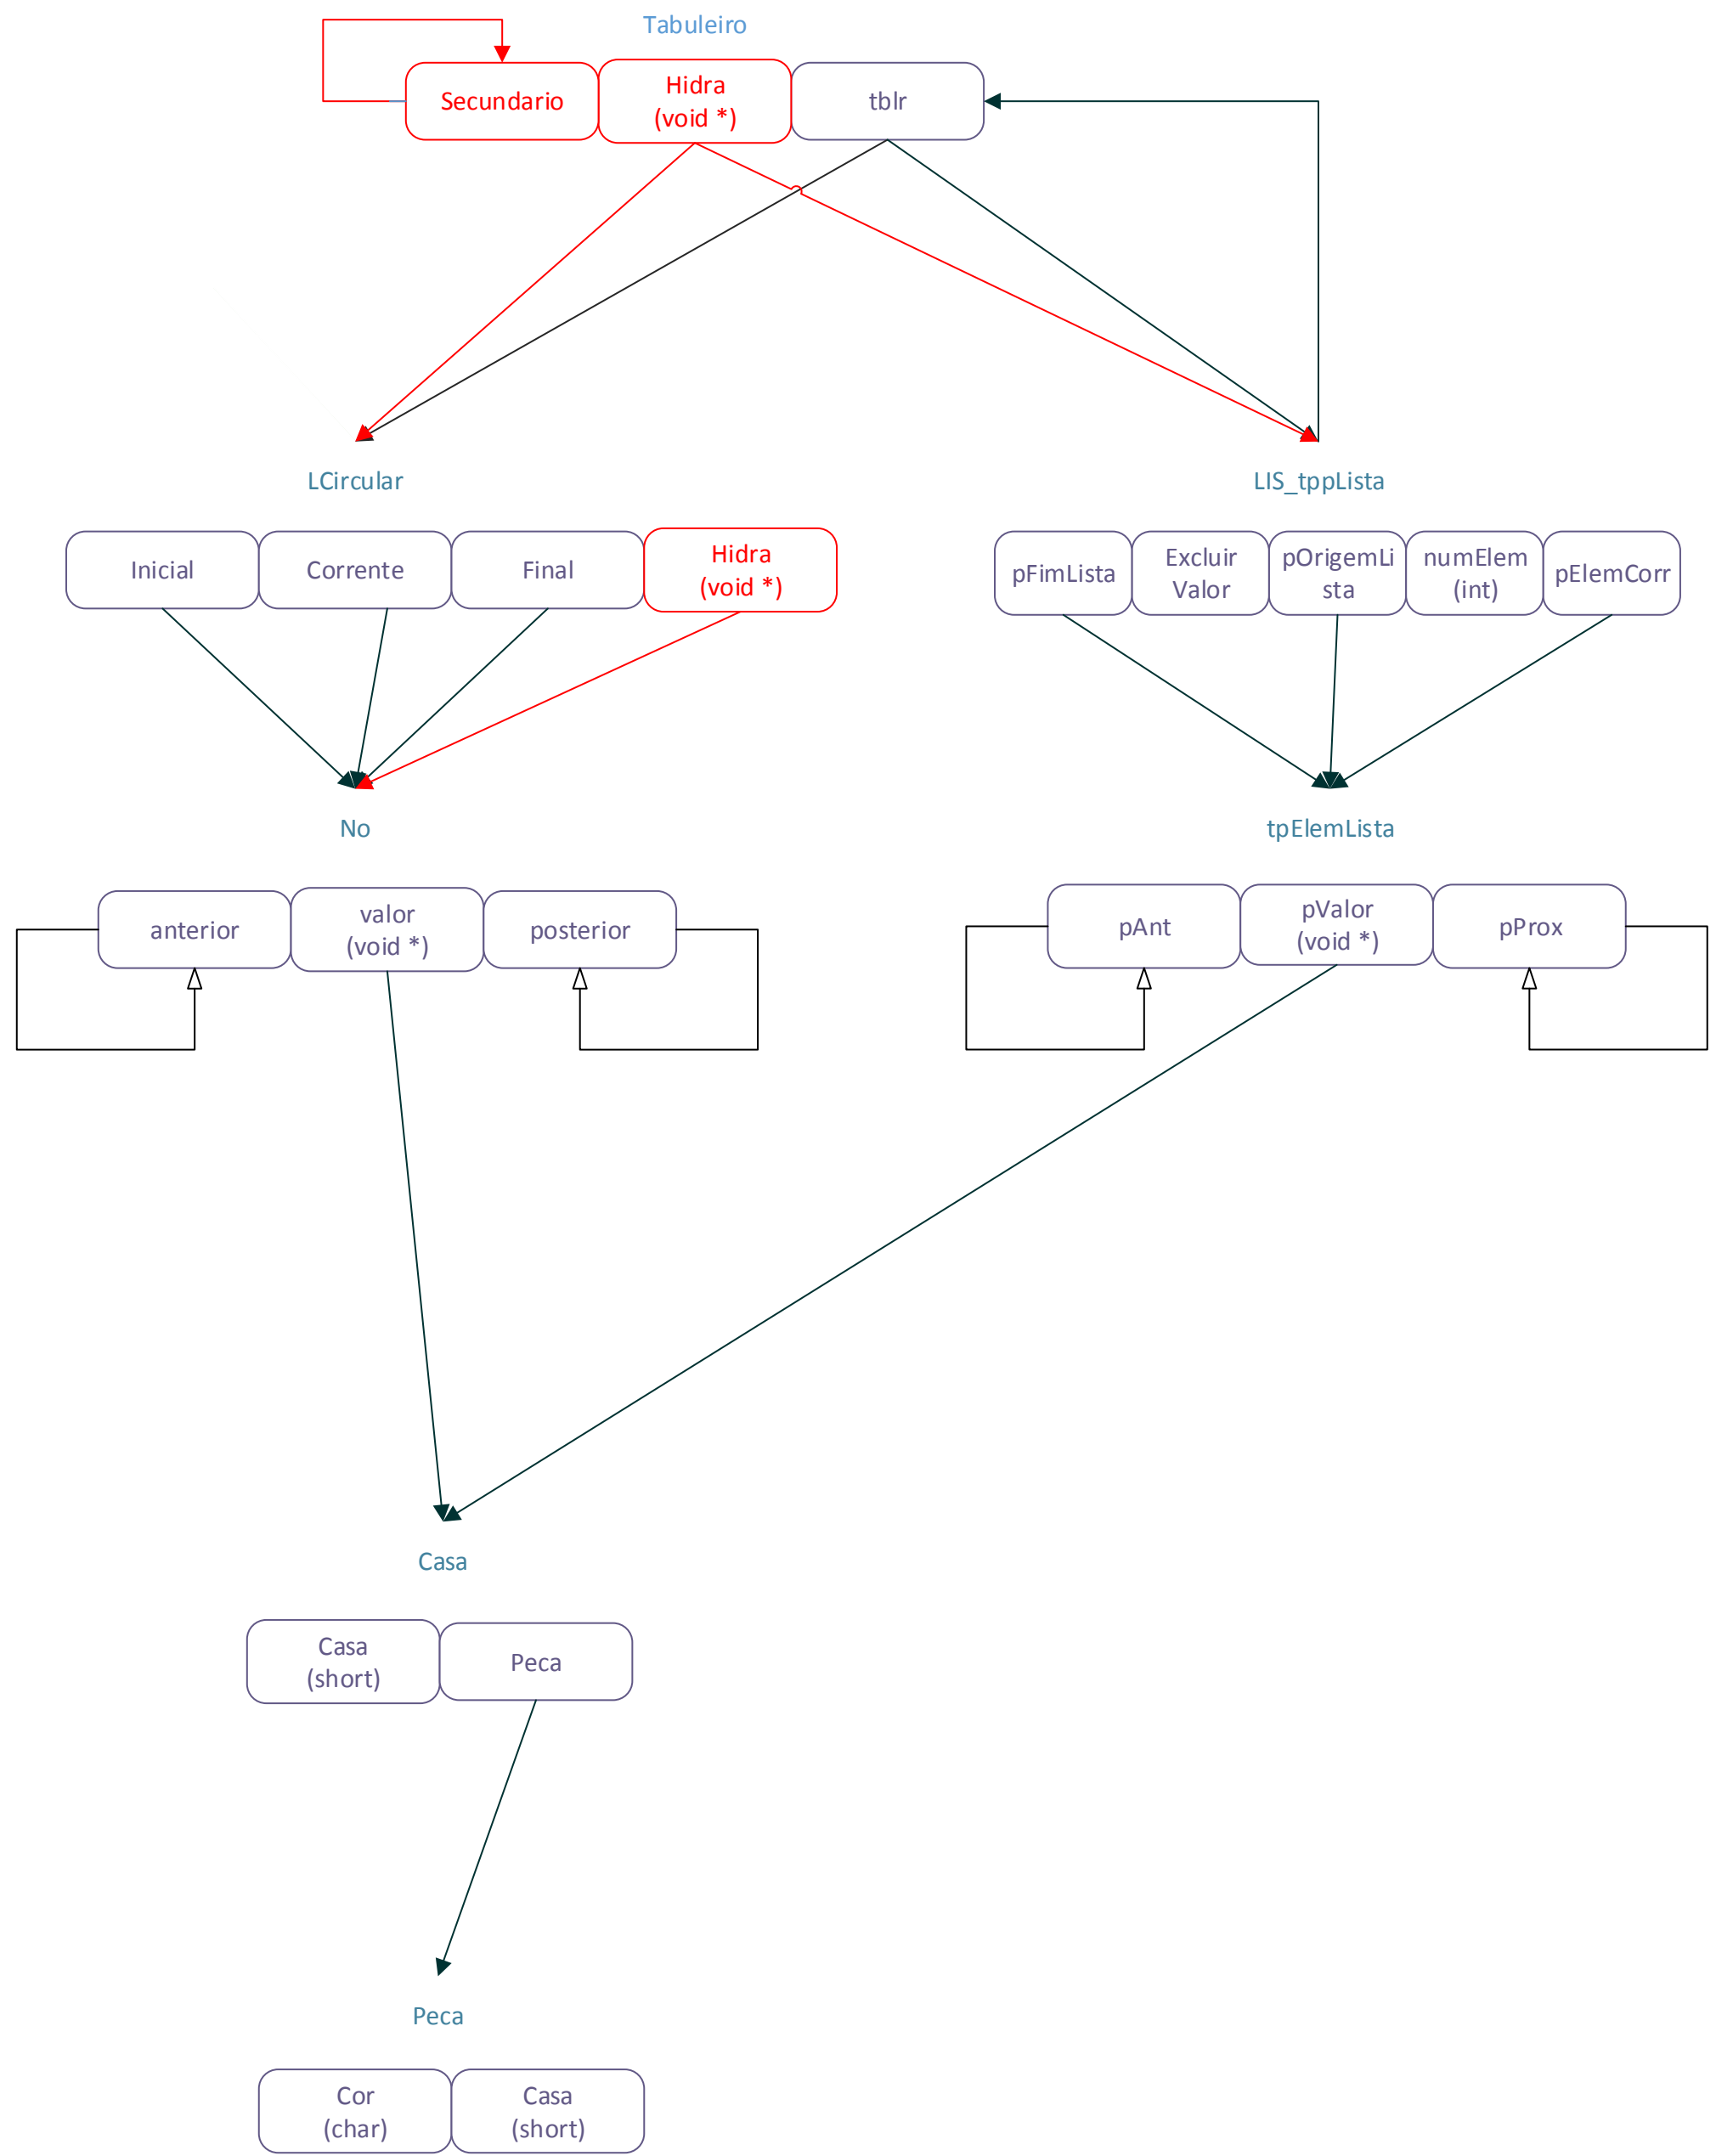 Tabuleiro
Secundario
Hidra
(void *)
tblr
LCircular
LIS_tppLista
Inicial
Corrente
Final
Hidra
(void *)
pFimLista
Excluir
Valor
pOrigemLi
sta
numElem
(int)
pElemCorr
No
tpElemLista
anterior
valor
(void *)
posterior
pAnt
pValor
(void *)
pProx
Casa
Casa
(short)
Peca
Peca
Cor
(char)
Casa
(short)